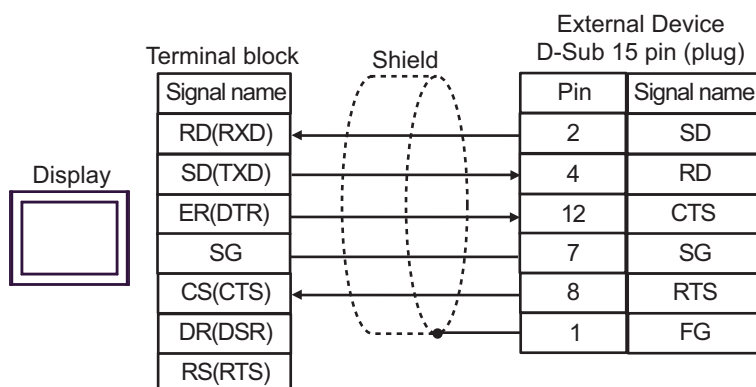 External Device
Terminal block Shield D-Sub 15 pin (plug)
Signal name Pin Signal name
RD(RXD) 2 SD
Display SD(TXD) 4 RD
ER(DTR) 12 CTS
SG 7 SG
CS(CTS) 8 RTS
DR(DSR) 1 FG
RS(RTS)